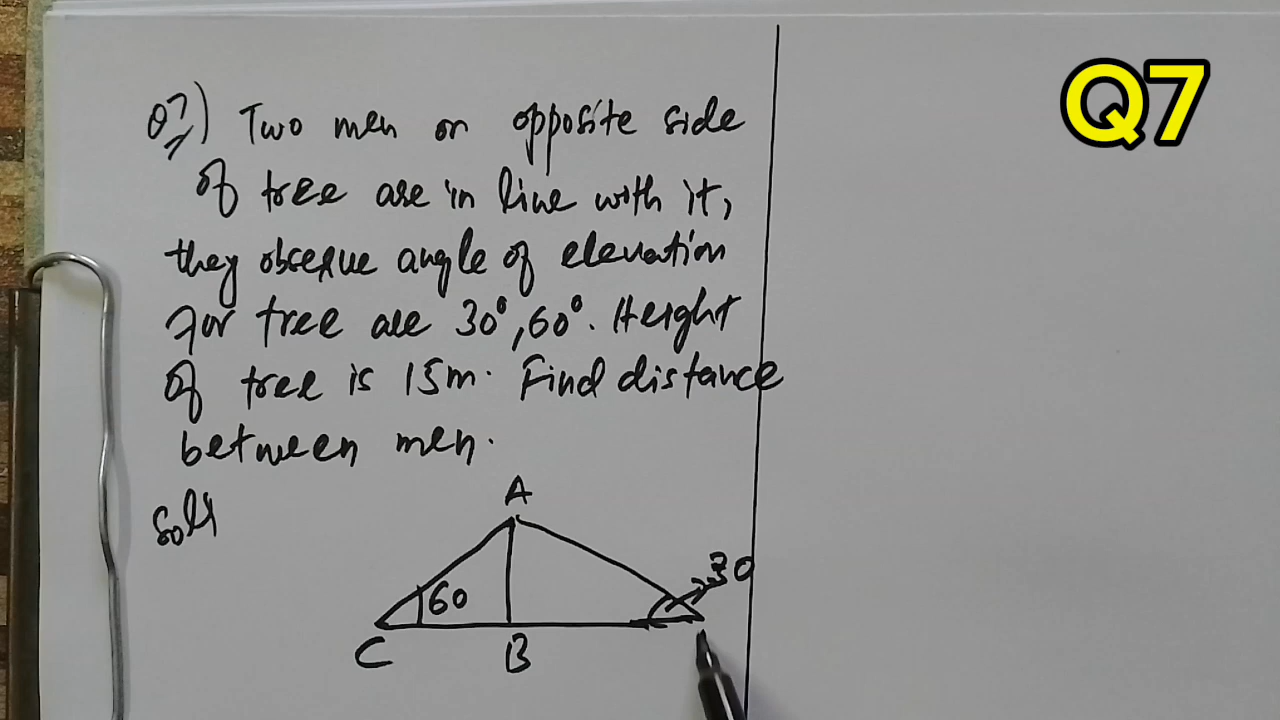 Q7) Two men on opposite side
of tree are in line with it,
they observe angle of elevation
for tree are 30°, 60°. Height
of tree is 15m. Find distance
between men.
Soln
A
60
30
C
B
Q7